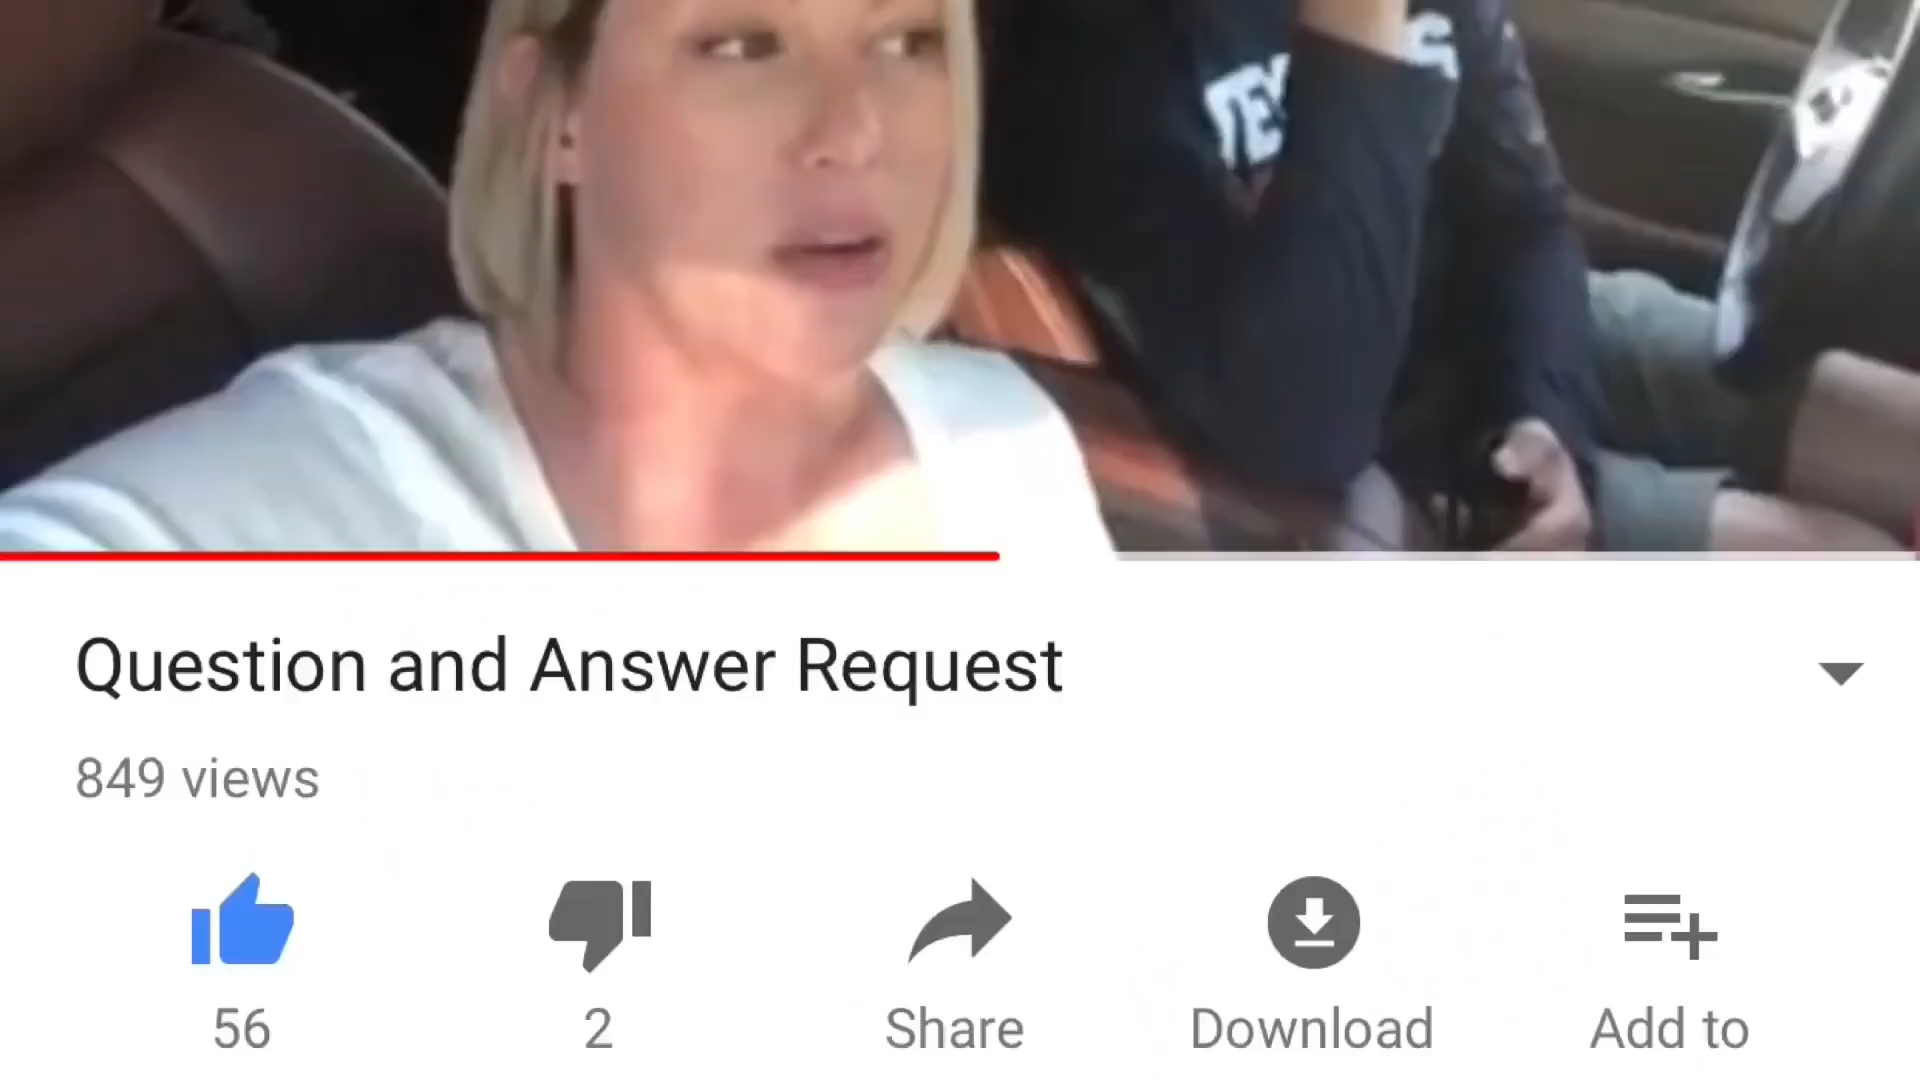 Question and Answer Request
849 views
56
2
Share
Download
Add to